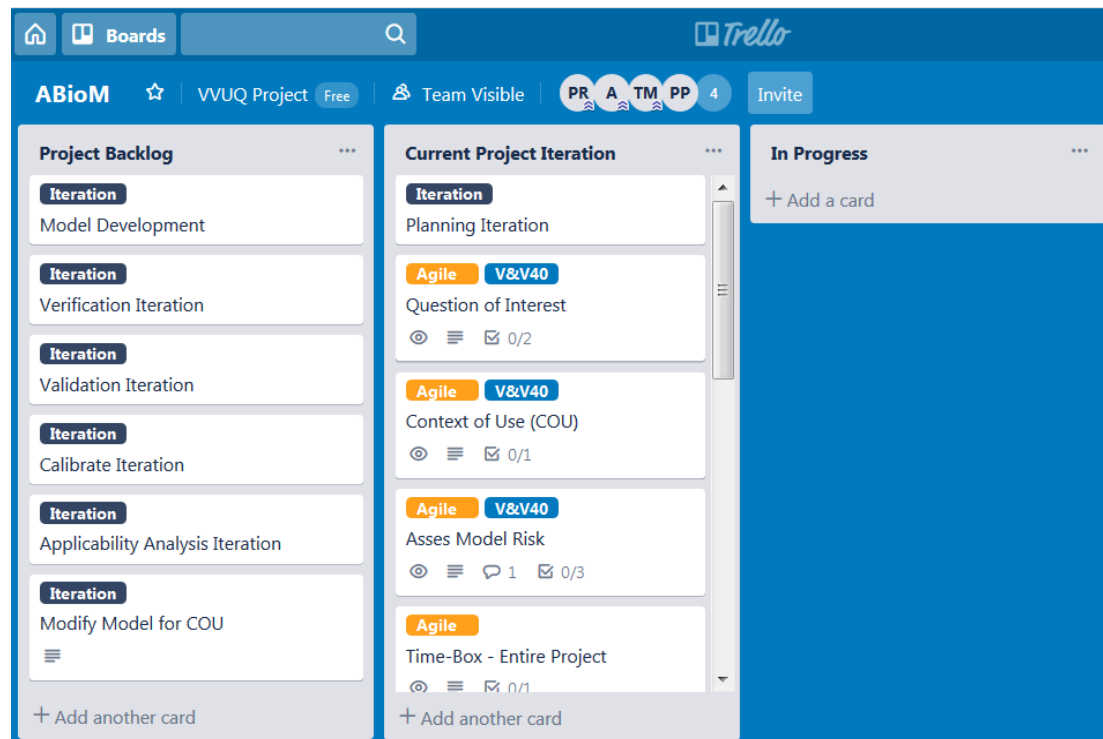 Boards
Trello
ABioM
VVUQ Project Free
Team Visible
PR A TM PP 4
Invite
Project Backlog
Iteration
Model Development
Iteration
Verification Iteration
Iteration
Validation Iteration
Iteration
Calibrate Iteration
Iteration
Applicability Analysis Iteration
Iteration
Modify Model for COU
+ Add another card
Current Project Iteration
Iteration
Planning Iteration
Agile V&V40
Question of Interest
0/2
Agile V&V40
Context of Use (COU)
0/1
Agile V&V40
Asses Model Risk
1 0/3
Agile
Time-Box - Entire Project
0/1
+ Add another card
In Progress
+ Add a card